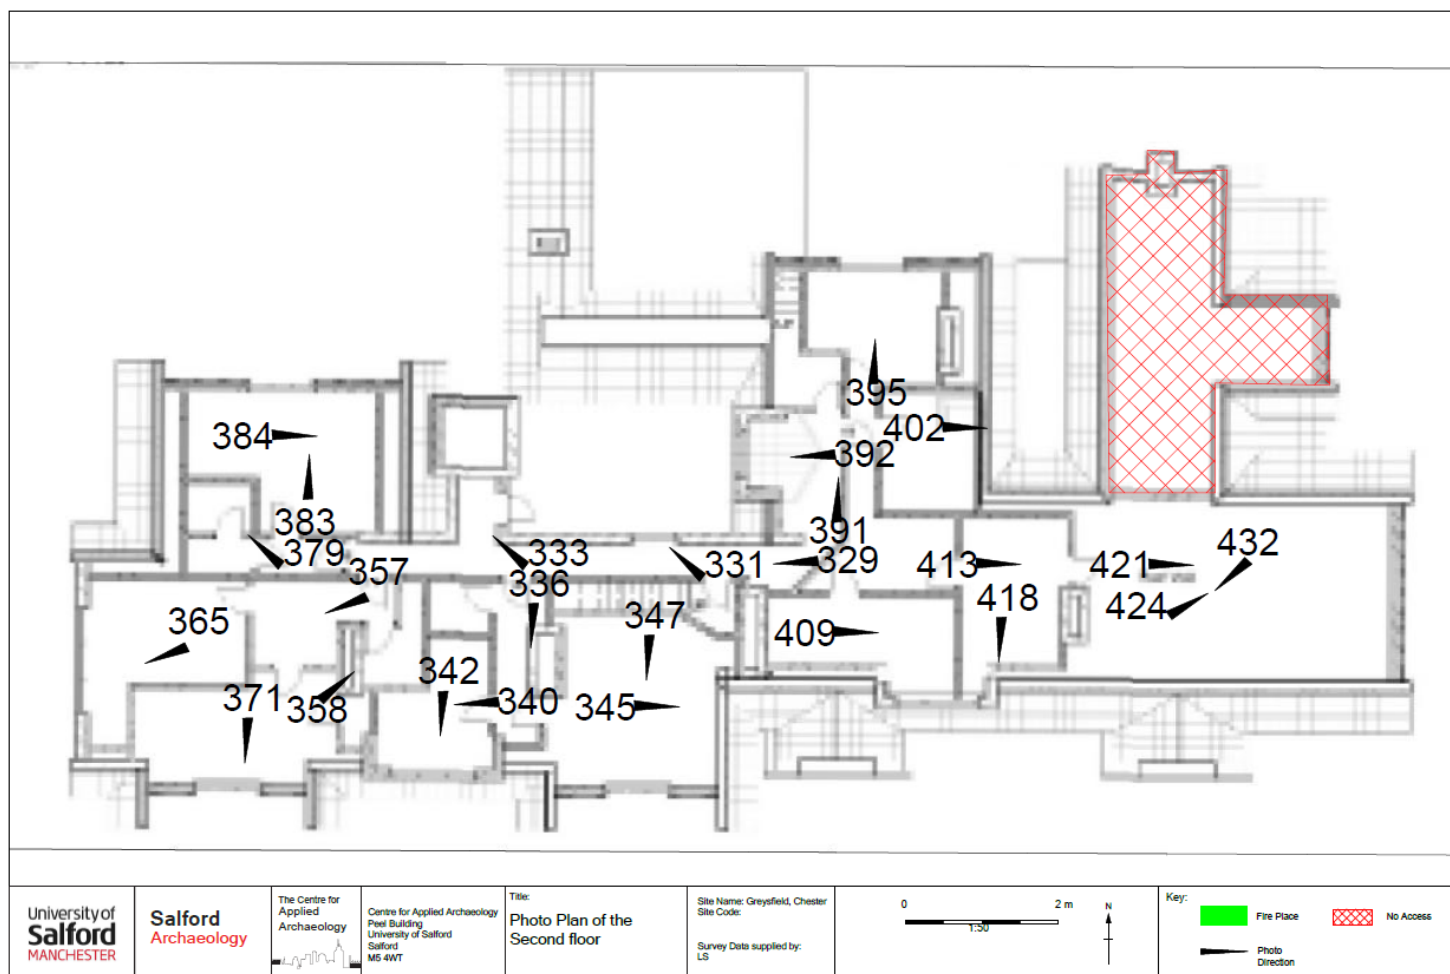 395
384
402
392
383
391
432
379
333
331
329
413
421
357
336
424
365
347
418
409
342
371
358
340
345
University of
Salford
MANCHESTER
Salford
Archaeology
The Centre for
Applied
Archaeology
Centre for Applied Archaeology
Peel Building
University of Salford
Salford
M5 4WT
Title:
Photo Plan of the
Second floor
Site Name: Greysfield, Chester
Site Code:
Survey Data supplied by:
LS
0 2 m
1:50
N
Key:
Fire Place
No Access
Photo
Direction